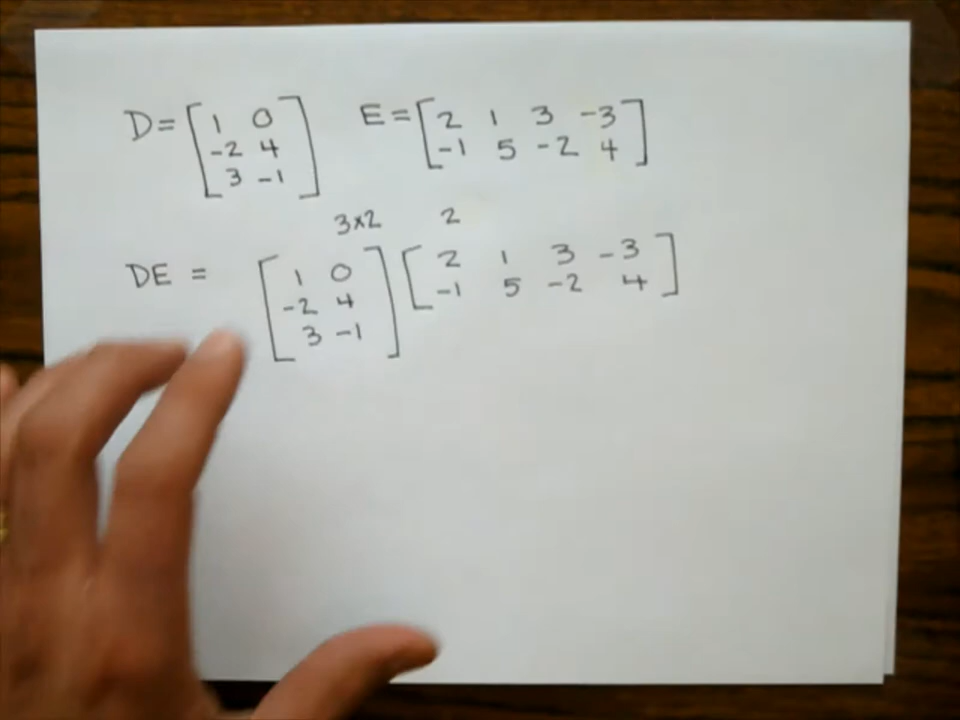 D = [ 1 0 E = [ 2 1 3 -3 ]
-2 4 -1 5 -2 4
3 -1 ]
3x2 2
DE = [ 1 0 ] [ 2 1 3 -3 ]
-2 4 -1 5 -2 4
3 -1